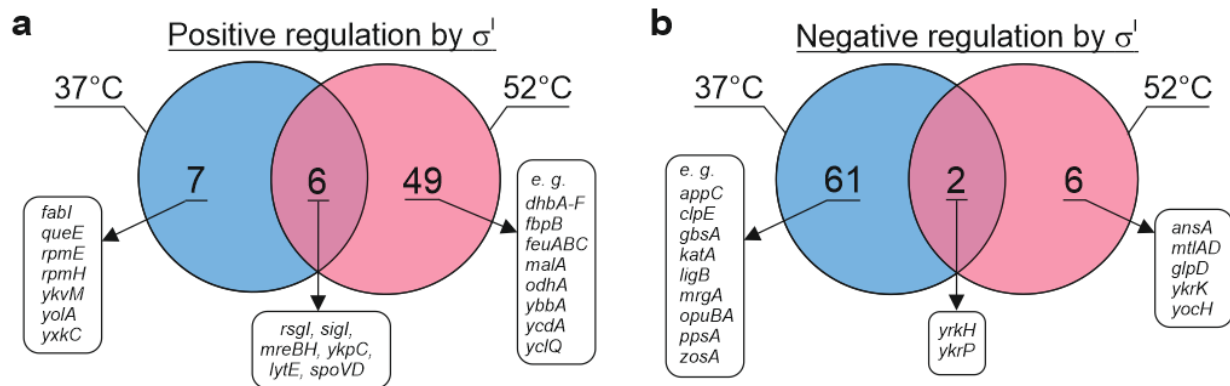 a
Positive regulation by σᴵ
37°C
52°C
7
6
49
fabI
queE
rpmE
rpmH
ykvM
yolA
yxkC
rsgI, sigI,
mreBH, ykpC,
lytE, spoVD
e. g.
dhbA-F
fbpB
feuABC
malA
odhA
ybbA
ycdA
yclQ
b
Negative regulation by σᴵ
37°C
52°C
61
2
6
e. g.
appC
clpE
gbsA
katA
ligB
mrgA
opuBA
ppsA
zosA
yrkH
ykrP
ansA
mtlAD
glpD
ykrK
yocH